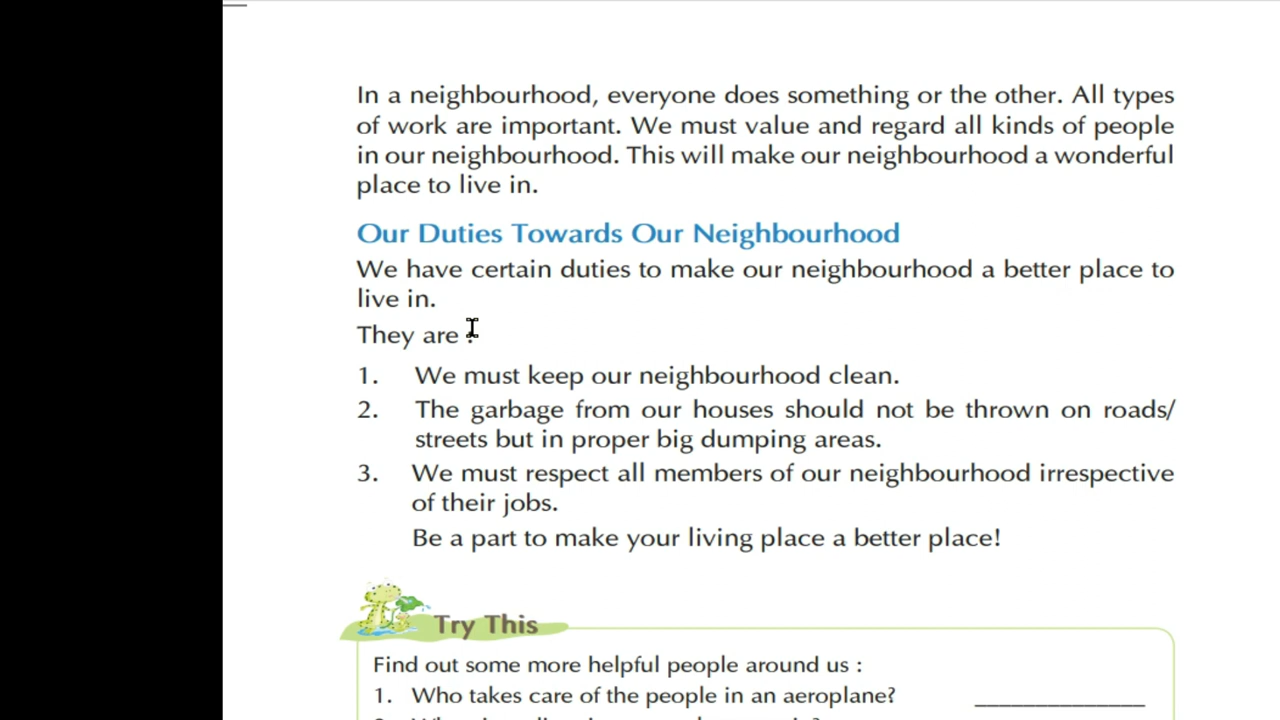 In a neighbourhood, everyone does something or the other. All types
of work are important. We must value and regard all kinds of people
in our neighbourhood. This will make our neighbourhood a wonderful
place to live in.
Our Duties Towards Our Neighbourhood
We have certain duties to make our neighbourhood a better place to
live in.
They are :
1. We must keep our neighbourhood clean.
2. The garbage from our houses should not be thrown on roads/
streets but in proper big dumping areas.
3. We must respect all members of our neighbourhood irrespective
of their jobs.
Be a part to make your living place a better place!
Try This
Find out some more helpful people around us :
1. Who takes care of the people in an aeroplane? ______________